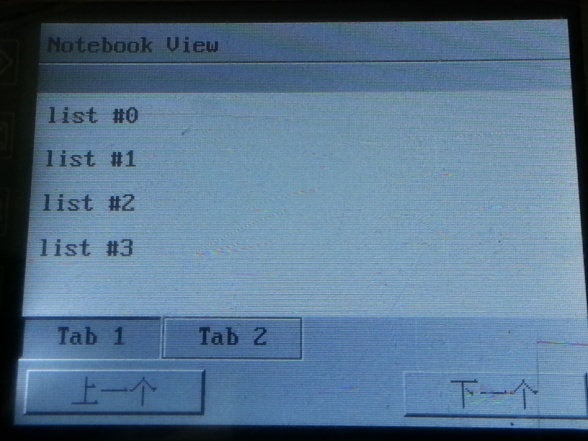 Notebook View
list #0
list #1
list #2
list #3
Tab 1 Tab 2
上一个 下一个